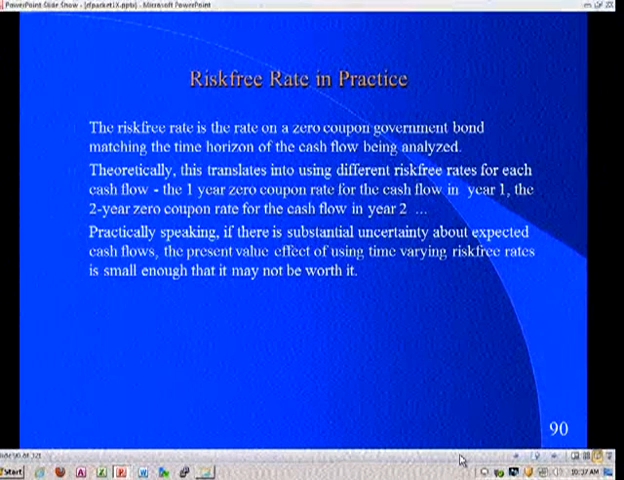 PowerPoint Slide Show - [cfpacket1X.pptx] - Microsoft PowerPoint
Riskfree Rate in Practice
The riskfree rate is the rate on a zero coupon government bond
matching the time horizon of the cash flow being analyzed.
Theoretically, this translates into using different riskfree rates for each
cash flow - the 1 year zero coupon rate for the cash flow in year 1, the
2-year zero coupon rate for the cash flow in year 2 ...
Practically speaking, if there is substantial uncertainty about expected
cash flows, the present value effect of using time varying riskfree rates
is small enough that it may not be worth it.
90
Start
10:37 AM